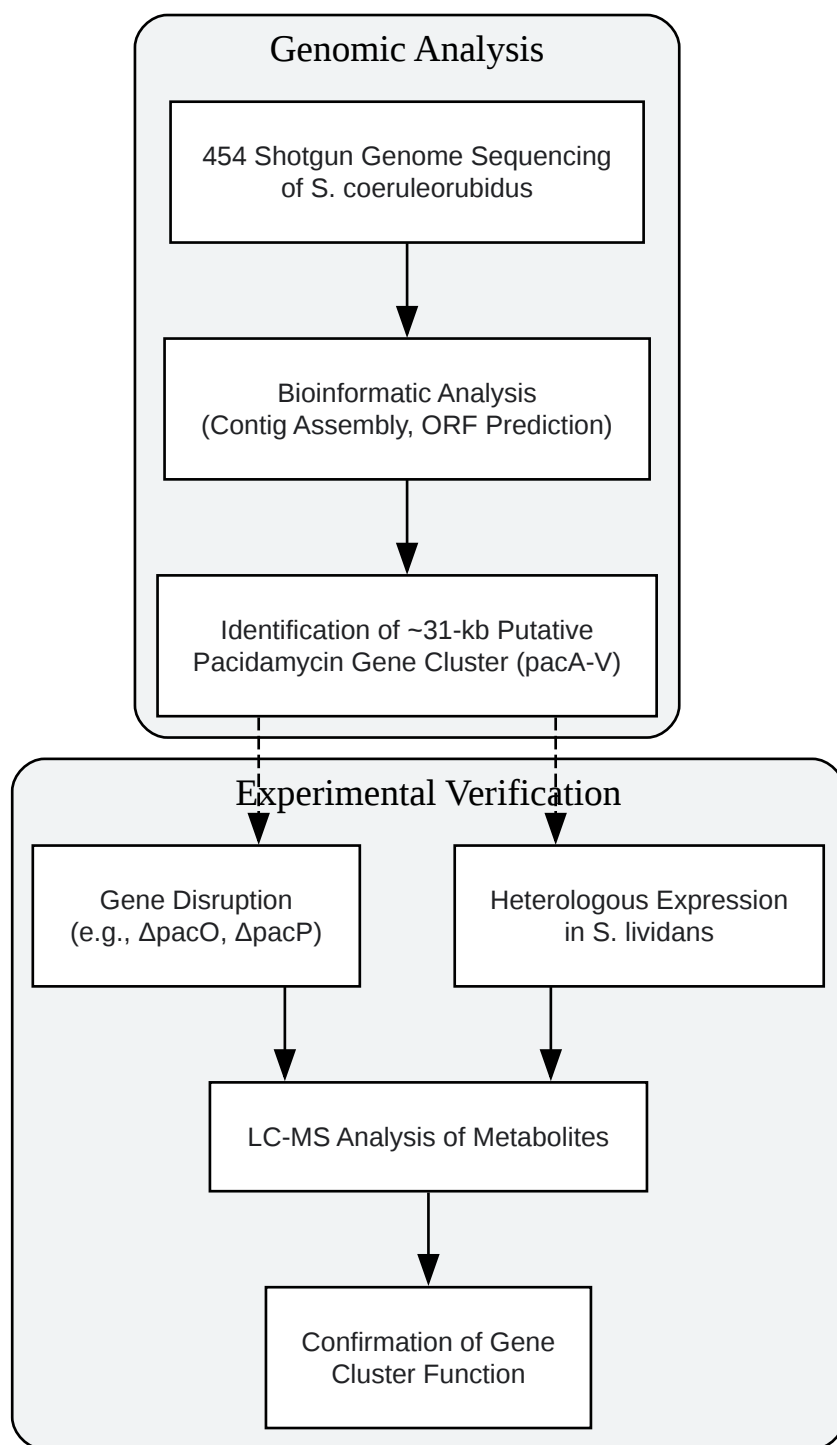 Genomic Analysis
454 Shotgun Genome Sequencing
of S. coeruleorubidus
Bioinformatic Analysis
(Contig Assembly, ORF Prediction)
Identification of ~31-kb Putative
Pacidamycin Gene Cluster (pacA-V)
Experimental Verification
Gene Disruption
(e.g., ΔpacO, ΔpacP)
Heterologous Expression
in S. lividans
LC-MS Analysis of Metabolites
Confirmation of Gene
Cluster Function